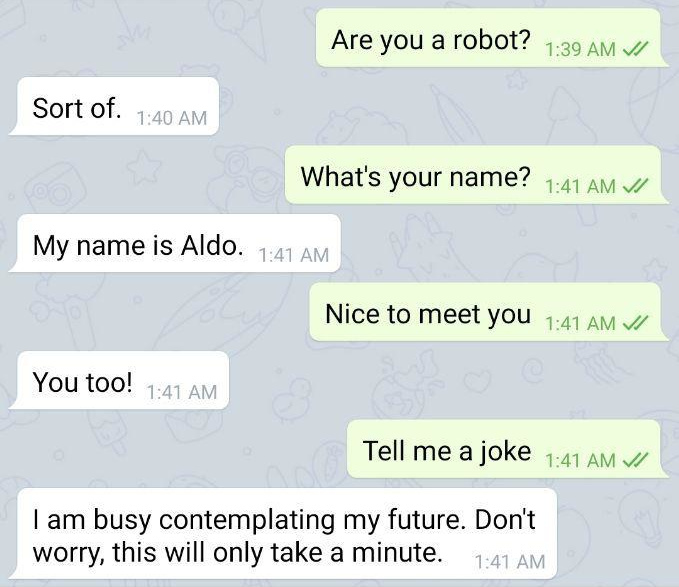 Are you a robot? 1:39 AM
Sort of. 1:40 AM
What's your name? 1:41 AM
My name is Aldo. 1:41 AM
Nice to meet you 1:41 AM
You too! 1:41 AM
Tell me a joke 1:41 AM
I am busy contemplating my future. Don't
worry, this will only take a minute. 1:41 AM